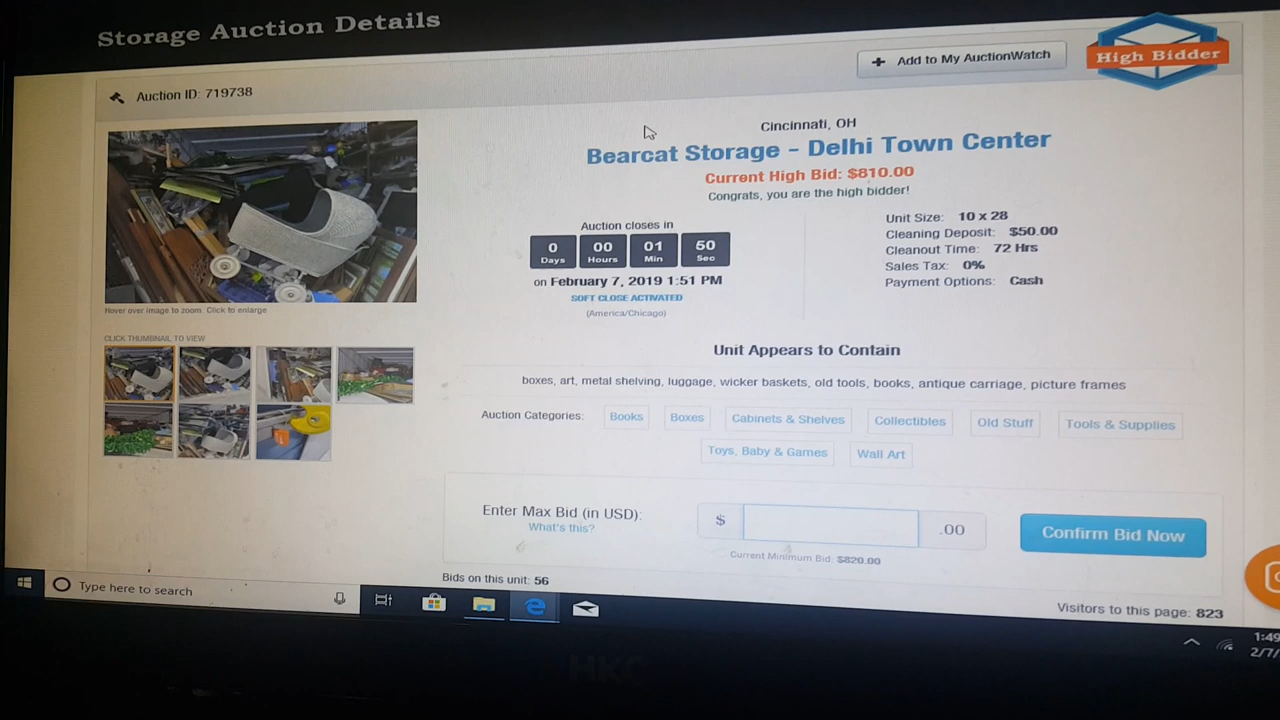 Storage Auction Details
Add to My AuctionWatch
High Bidder
Auction ID: 719738
Cincinnati, OH
Bearcat Storage - Delhi Town Center
Current High Bid: $810.00
Congrats, you are the high bidder!
Auction closes in
0 00 01 50
Days Hours Min Sec
on February 7, 2019 1:51 PM
SOFT CLOSE ACTIVATED
(America/Chicago)
Unit Size: 10 x 28
Cleaning Deposit: $50.00
Cleanout Time: 72 Hrs
Sales Tax: 0%
Payment Options: Cash
Hover over image to zoom. Click to enlarge
CLICK THUMBNAIL TO VIEW
Unit Appears to Contain
boxes, art, metal shelving, luggage, wicker baskets, old tools, books, antique carriage, picture frames
Auction Categories: Books Boxes Cabinets & Shelves Collectibles Old Stuff Tools & Supplies
Toys, Baby & Games Wall Art
Enter Max Bid (in USD):
What's this?
$ .00
Confirm Bid Now
Current Minimum Bid: $820.00
Bids on this unit: 56
Visitors to this page: 823
Type here to search
1:49
2/7/
HKC